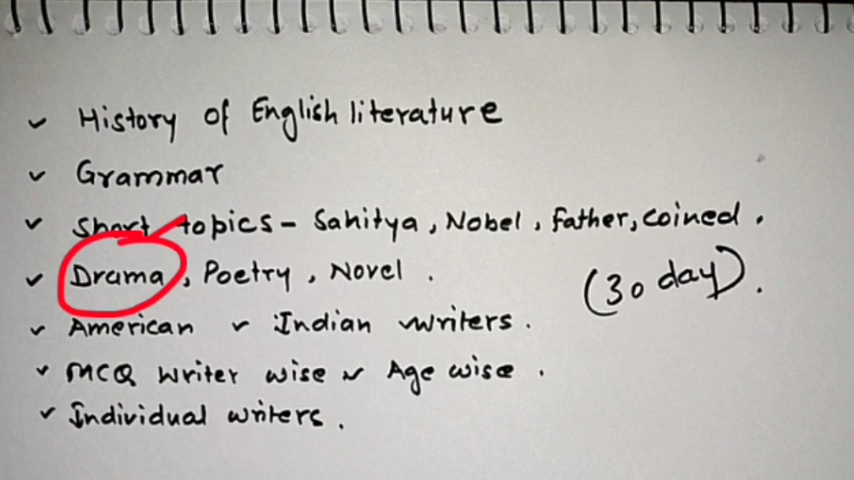 History of English literature
Grammar
Short topics - Sahitya, Nobel, father, coined.
Drama, Poetry, Novel.
(30 day).
American ✓ Indian writers.
MCQ writer wise ✓ Age wise.
Individual writers.